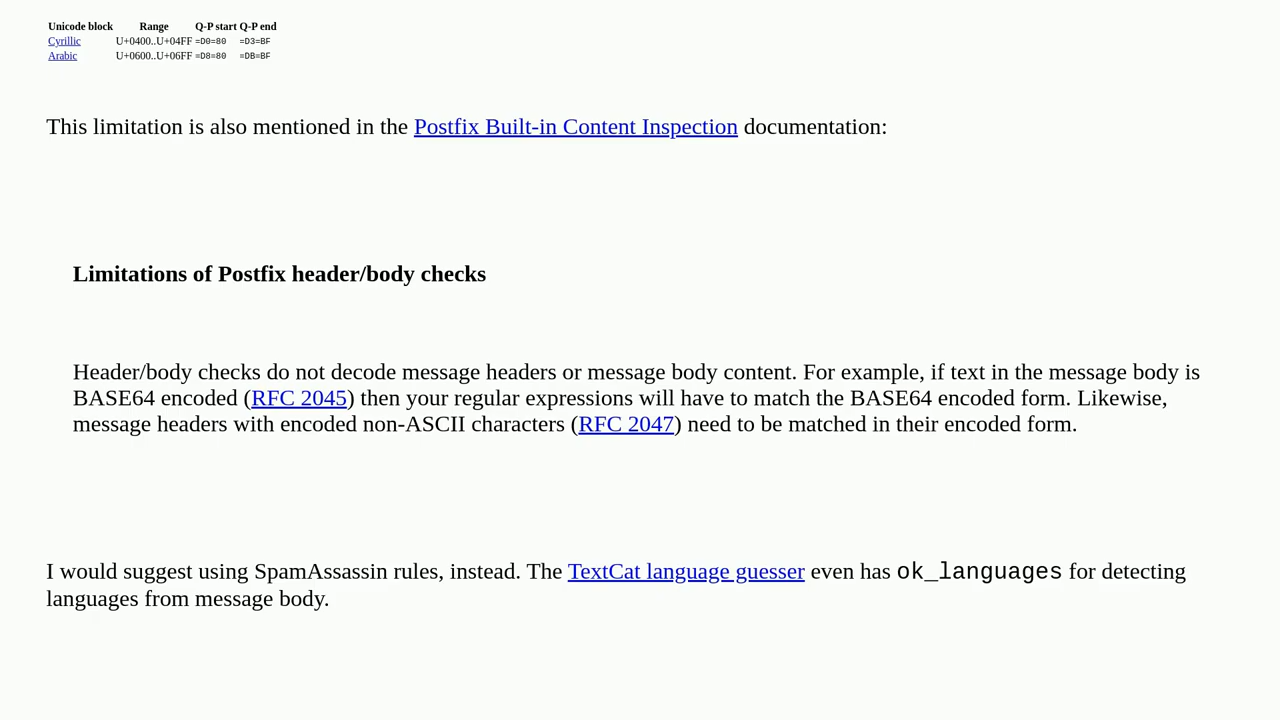 Unicode block Range Q-P start Q-P end
Cyrillic U+0400..U+04FF =D0=80 =D3=BF
Arabic U+0600..U+06FF =D8=80 =DB=BF
This limitation is also mentioned in the Postfix Built-in Content Inspection documentation:
Limitations of Postfix header/body checks
Header/body checks do not decode message headers or message body content. For example, if text in the message body is
BASE64 encoded (RFC 2045) then your regular expressions will have to match the BASE64 encoded form. Likewise,
message headers with encoded non-ASCII characters (RFC 2047) need to be matched in their encoded form.
I would suggest using SpamAssassin rules, instead. The TextCat language guesser even has ok_languages for detecting
languages from message body.